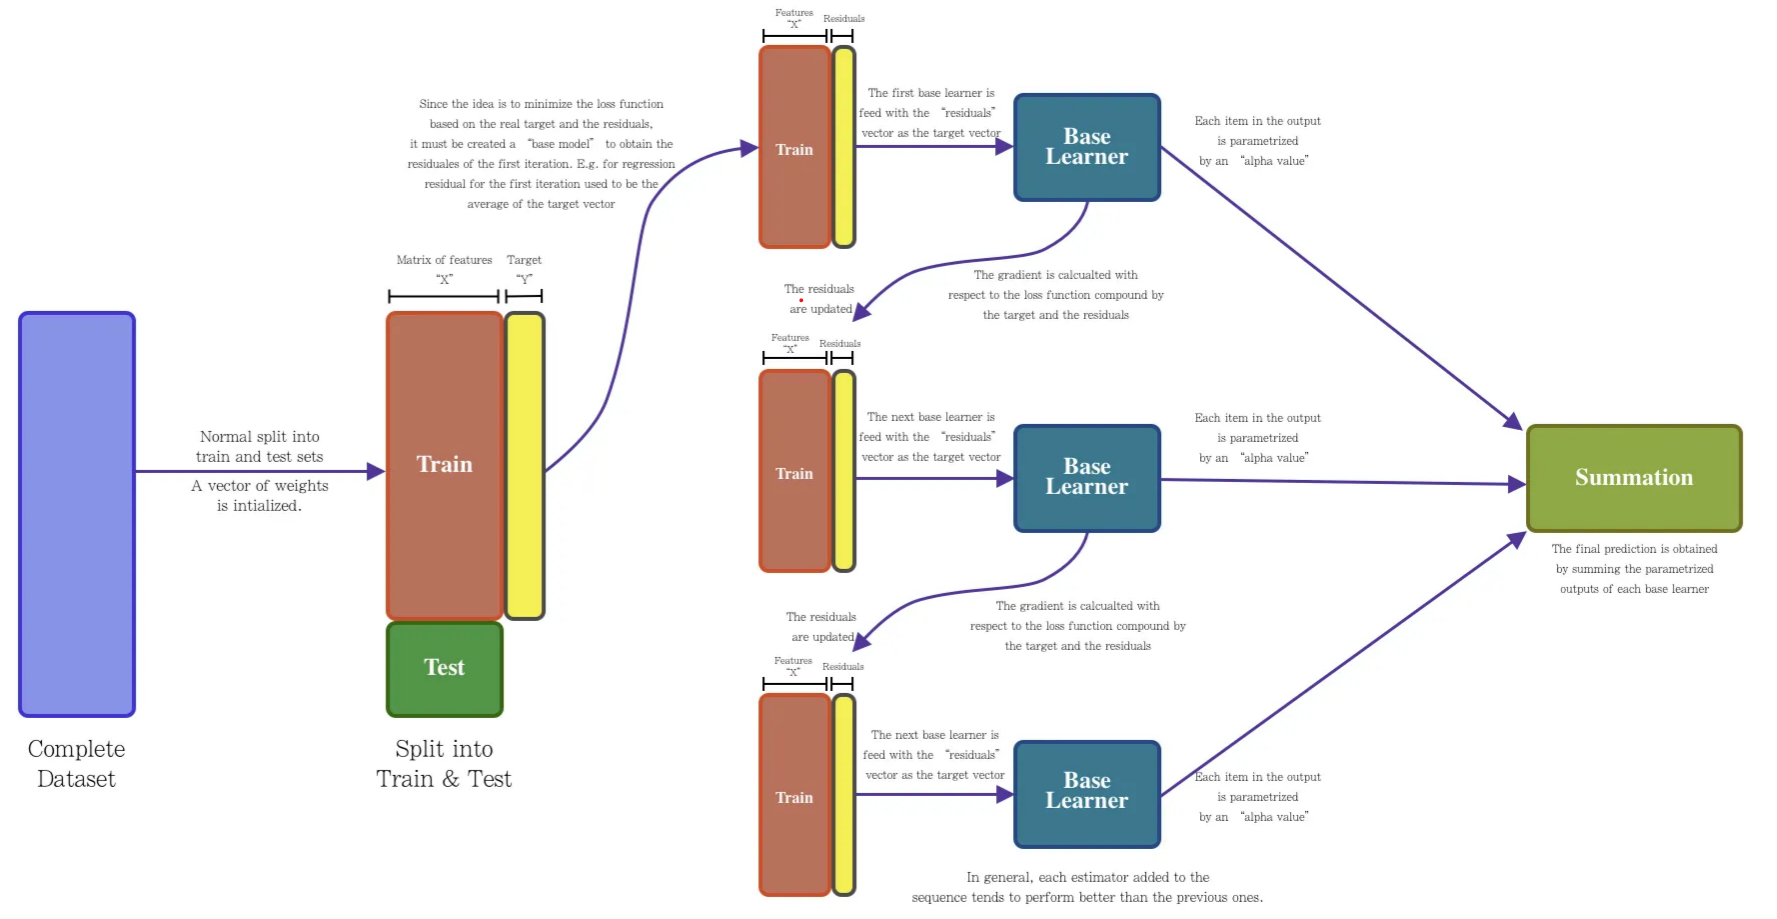 Complete
Dataset
Normal split into
train and test sets
A vector of weights
is intialized.
Matrix of features
“X”
Target
“Y”
Train
Test
Split into
Train & Test
Since the idea is to minimize the loss function
based on the real target and the residuals,
it must be created a “base model” to obtain the
residuales of the first iteration. E.g. for regression
residual for the first iteration used to be the
average of the target vector
Features
“X”
Residuals
Train
The first base learner is
feed with the “residuals”
vector as the target vector
Base
Learner
Each item in the output
is parametrized
by an “alpha value”
The gradient is calcualted with
respect to the loss function compound by
the target and the residuals
The residuals
are updated
Features
“X”
Residuals
Train
The next base learner is
feed with the “residuals”
vector as the target vector
Base
Learner
Each item in the output
is parametrized
by an “alpha value”
The gradient is calcualted with
respect to the loss function compound by
the target and the residuals
The residuals
are updated
Features
“X”
Residuals
Train
The next base learner is
feed with the “residuals”
vector as the target vector
Base
Learner
Each item in the output
is parametrized
by an “alpha value”
In general, each estimator added to the
sequence tends to perform better than the previous ones.
Summation
The final prediction is obtained
by summing the parametrized
outputs of each base learner